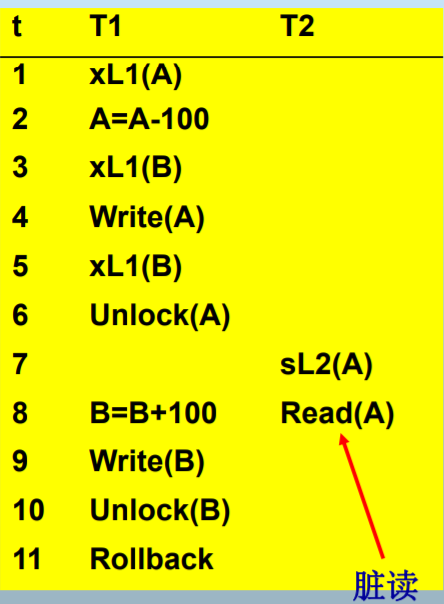 t T1 T2
1 xL1(A)
2 A=A-100
3 xL1(B)
4 Write(A)
5 xL1(B)
6 Unlock(A)
7 sL2(A)
8 B=B+100 Read(A)
9 Write(B)
10 Unlock(B)
11 Rollback
脏读